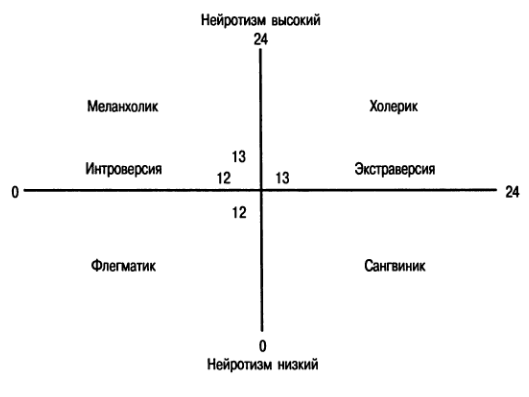 Нейротизм высокий
24
Меланхолик
Холерик
13
Интроверсия
12
13
Экстраверсия
0
24
12
Флегматик
Сангвиник
0
Нейротизм низкий